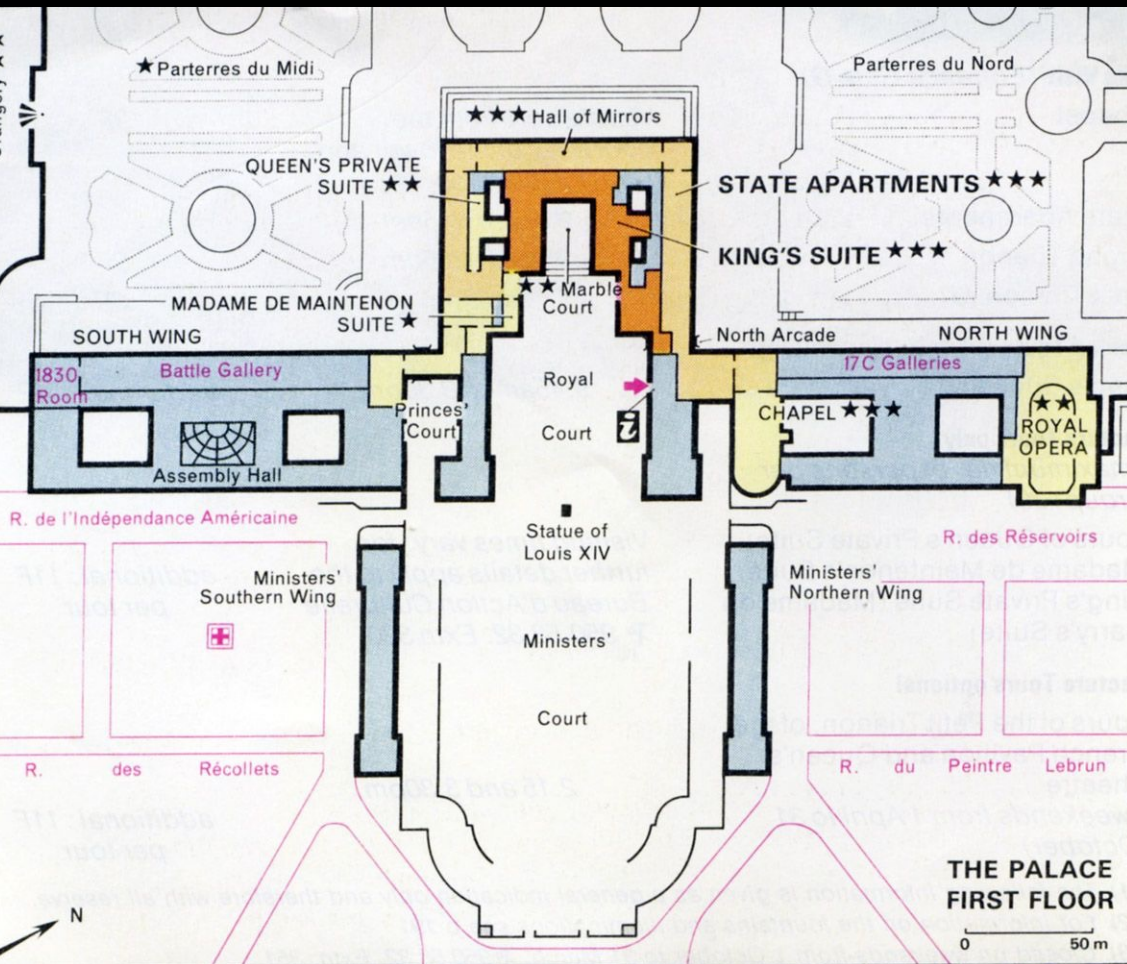 ★Parterres du Midi
Parterres du Nord
★★★Hall of Mirrors
QUEEN'S PRIVATE
SUITE ★★
STATE APARTMENTS ★★★
KING'S SUITE ★★★
★★ Marble
Court
MADAME DE MAINTENON
SUITE ★
SOUTH WING
North Arcade
NORTH WING
1830
Room
Battle Gallery
17C Galleries
Royal
Court
i
Princes'
Court
CHAPEL ★★★
★★
ROYAL
OPERA
Assembly Hall
R. de l'Indépendance Américaine
Statue of
Louis XIV
R. des Réservoirs
Ministers'
Southern Wing
Ministers'
Northern Wing
Ministers'
Court
R. des Récollets
R. du Peintre Lebrun
THE PALACE
FIRST FLOOR
N
0 50 m